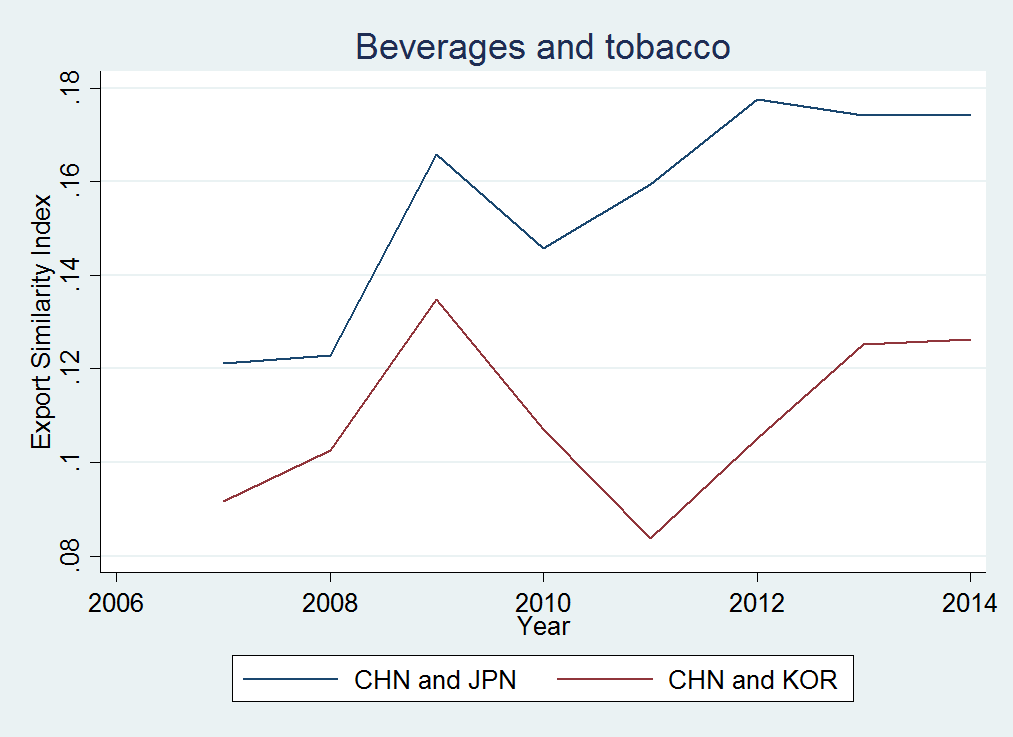 Beverages and tobacco
Export Similarity Index
.18
.16
.14
.12
.1
.08
2006 2008 2010 2012 2014
Year
CHN and JPN CHN and KOR